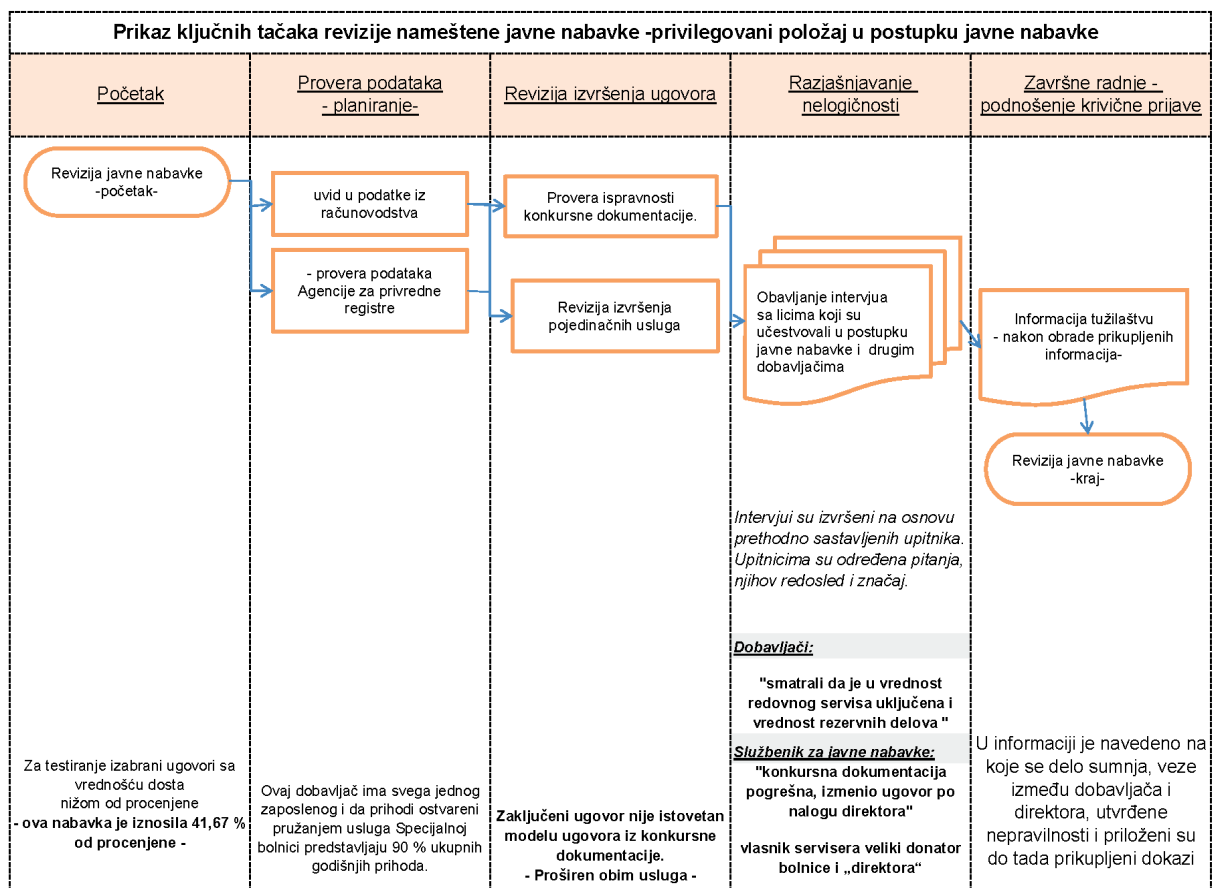 Prikaz ključnih tačaka revizije nameštene javne nabavke -privilegovani položaj u postupku javne nabavke
Početak
Provera podataka
- planiranje-
Revizija izvršenja ugovora
Razjašnjavanje
nelogičnosti
Završne radnje -
podnošenje krivične prijave
Revizija javne nabavke
-početak-
uvid u podatke iz
računovodstva
- provera podataka
Agencije za privredne
registre
Provera ispravnosti
konkursne dokumentacije.
Revizija izvršenja
pojedinačnih usluga
Obavljanje intervjua
sa licima koji su
učestvovali u postupku
javne nabavke i drugim
dobavljačima
Informacija tužilaštvu
- nakon obrade prikupljenih
informacija-
Revizija javne nabavke
-kraj-
Za testiranje izabrani ugovori sa
vrednošću dosta
nižom od procenjene
- ova nabavka je iznosila 41,67 %
od procenjene -
Ovaj dobavljač ima svega jednog
zaposlenog i da prihodi ostvareni
pružanjem usluga Specijalnoj
bolnici predstavljaju 90 % ukupnih
godišnjih prihoda.
Zaključeni ugovor nije istovetan
modelu ugovora iz konkursne
dokumentacije.
- Proširen obim usluga -
Intervjui su izvršeni na osnovu
prethodno sastavljenih upitnika.
Upitnicima su određena pitanja,
njihov redosled i značaj.
Dobavljači:
"smatrali da je u vrednost
redovnog servisa uključena i
vrednost rezervnih delova "
Službenik za javne nabavke:
"konkursna dokumentacija
pogrešna, izmenio ugovor po
nalogu direktora"
vlasnik servisera veliki donator
bolnice i „direktora“
U informaciji je navedeno na
koje se delo sumnja, veze
između dobavljača i
direktora, utvrđene
nepravilnosti i priloženi su
do tada prikupljeni dokazi